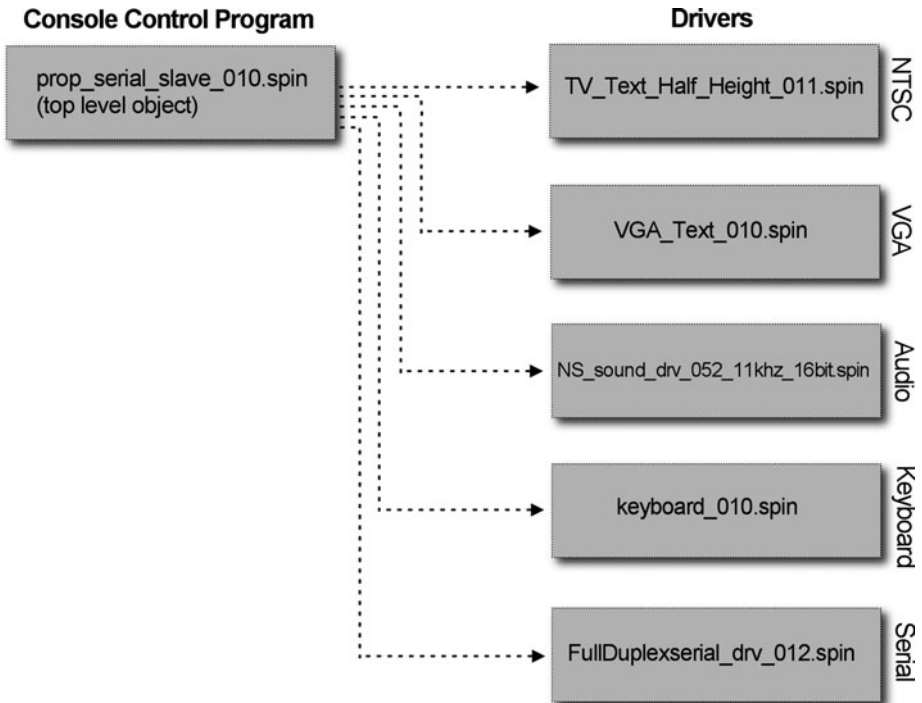 Console Control Program
prop_serial_slave_010.spin
(top level object)
Drivers
TV_Text_Half_Height_011.spin
NTSC
VGA_Text_010.spin
VGA
NS_sound_drv_052_11khz_16bit.spin
Audio
keyboard_010.spin
Keyboard
FullDuplexserial_drv_012.spin
Serial